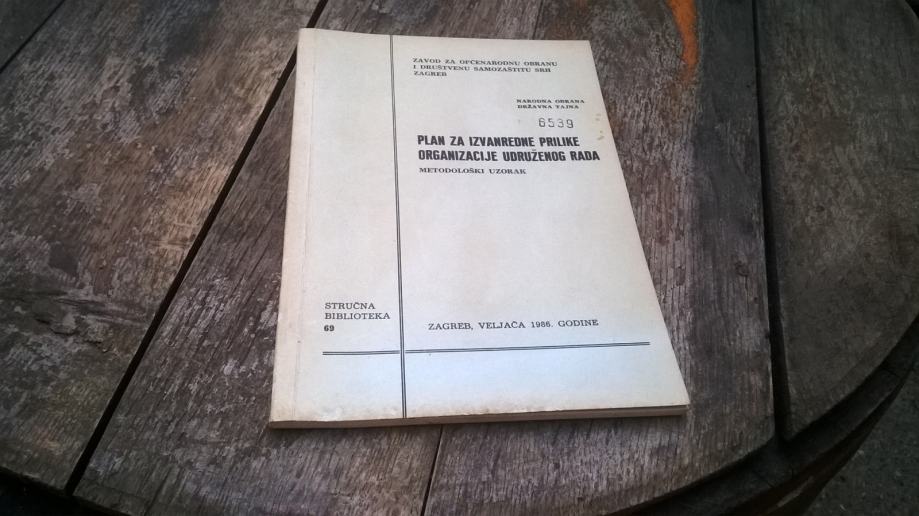 ZAVOD ZA OPĆENARODNU OBRANU
I DRUŠTVENU SAMOZAŠTITU SRH
ZAGREB
NARODNA OBRANA
DRŽAVNA TAJNA
6539
PLAN ZA IZVANREDNE PRILIKE
ORGANIZACIJE UDRUŽENOG RADA
METODOLOŠKI UZORAK
STRUČNA
BIBLIOTEKA
69
ZAGREB, VELJAČA 1986. GODINE